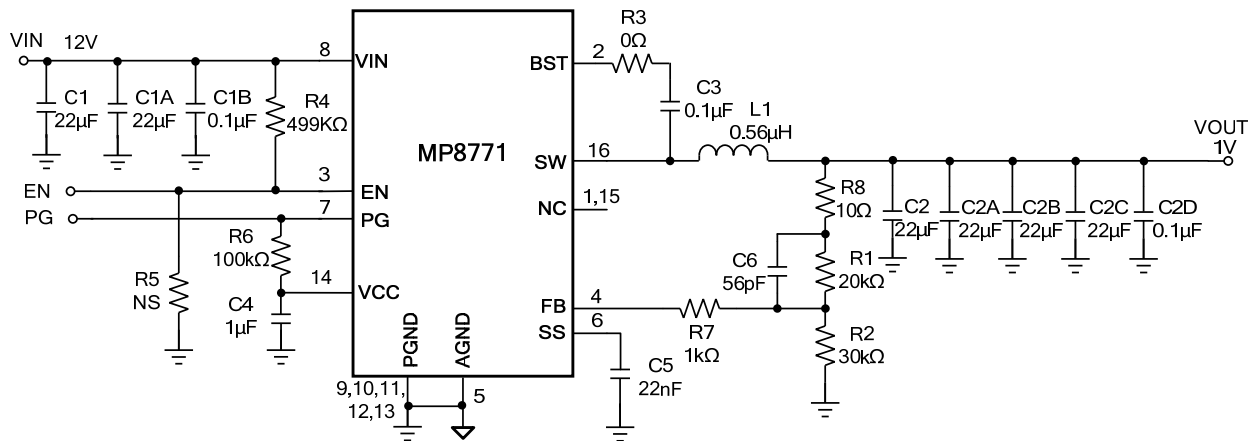 VIN 12V
8
VIN
C1
22µF
C1A
22µF
C1B
0.1µF
R4
499KΩ
EN
3
EN
PG
7
PG
R6
100kΩ
R5
NS
14
VCC
C4
1µF
MP8771
PGND
AGND
9,10,11,
12,13
5
BST
2
R3
0Ω
C3
0.1µF
L1
0.56µH
SW
16
NC
1,15
FB
4
SS
6
C5
22nF
R7
1kΩ
C6
56pF
R8
10Ω
R1
20kΩ
R2
30kΩ
C2
22µF
C2A
22µF
C2B
22µF
C2C
22µF
C2D
0.1µF
VOUT
1V